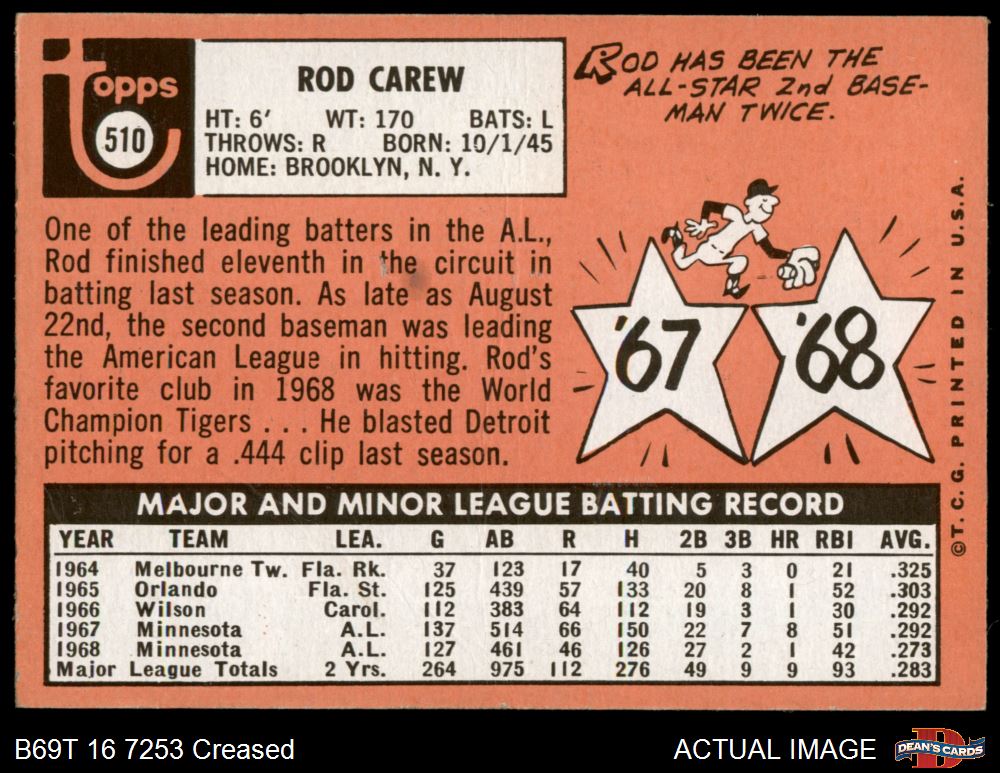 topps
510
ROD CAREW
HT: 6' WT: 170 BATS: L
THROWS: R BORN: 10/1/45
HOME: BROOKLYN, N. Y.
ROD HAS BEEN THE
ALL-STAR 2nd BASE-
MAN TWICE.
One of the leading batters in the A.L.,
Rod finished eleventh in the circuit in
batting last season. As late as August
22nd, the second baseman was leading
the American League in hitting. Rod's
favorite club in 1968 was the World
Champion Tigers . . . He blasted Detroit
pitching for a .444 clip last season.
'67 '68
©T. C. G. PRINTED IN U.S.A.
MAJOR AND MINOR LEAGUE BATTING RECORD
YEAR TEAM LEA. G AB R H 2B 3B HR RBI AVG.
1964 Melbourne Tw. Fla. Rk. 37 123 17 40 5 3 0 21 .325
1965 Orlando Fla. St. 125 439 57 133 20 8 1 52 .303
1966 Wilson Carol. 112 383 64 112 19 3 1 30 .292
1967 Minnesota A.L. 137 514 66 150 22 7 8 51 .292
1968 Minnesota A.L. 127 461 46 126 27 2 1 42 .273
Major League Totals 2 Yrs. 264 975 112 276 49 9 9 93 .283
B69T 16 7253 Creased
ACTUAL IMAGE
D
DEAN'S CARDS